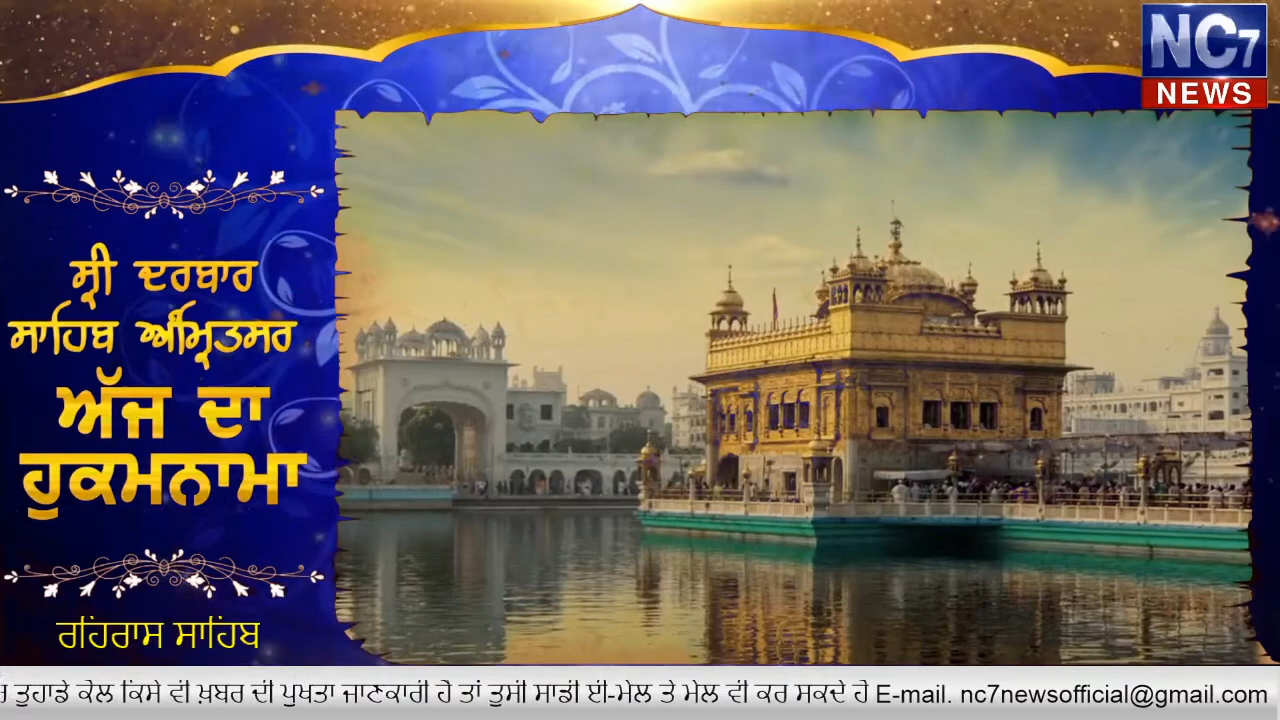 NC7
NEWS
ਸ੍ਰੀ ਦਰਬਾਰ
ਸਾਹਿਬ ਅੰਮ੍ਰਿਤਸਰ
ਅੱਜ ਦਾ
ਹੁਕਮਨਾਮਾ
ਰਹਿਰਾਸ ਸਾਹਿਬ
ਤੁਹਾਡੇ ਕੋਲ ਕਿਸੇ ਵੀ ਖ਼ਬਰ ਦੀ ਪੁਖਤਾ ਜਾਣਕਾਰੀ ਹੈ ਤਾਂ ਤੁਸੀਂ ਸਾਡੀ ਈ-ਮੇਲ ਤੇ ਮੇਲ ਵੀ ਕਰ ਸਕਦੇ ਹੋ E-mail. nc7newsofficial@gmail.com